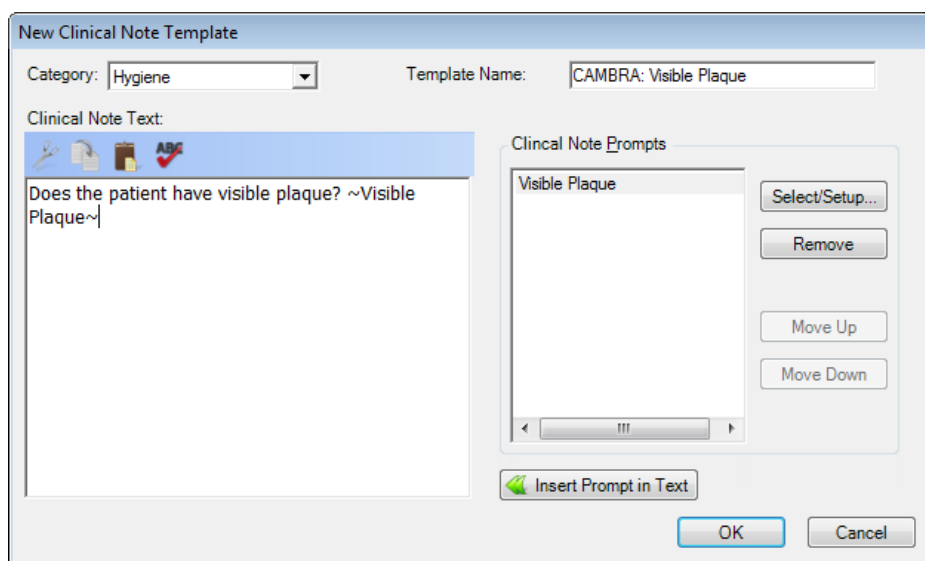 New Clinical Note Template
Category: Hygiene
Template Name: CAMBRA: Visible Plaque
Clinical Note Text:
ABC
Does the patient have visible plaque? ~Visible
Plaque~
Clincal Note Prompts
Visible Plaque
Select/Setup...
Remove
Move Up
Move Down
Insert Prompt in Text
OK
Cancel